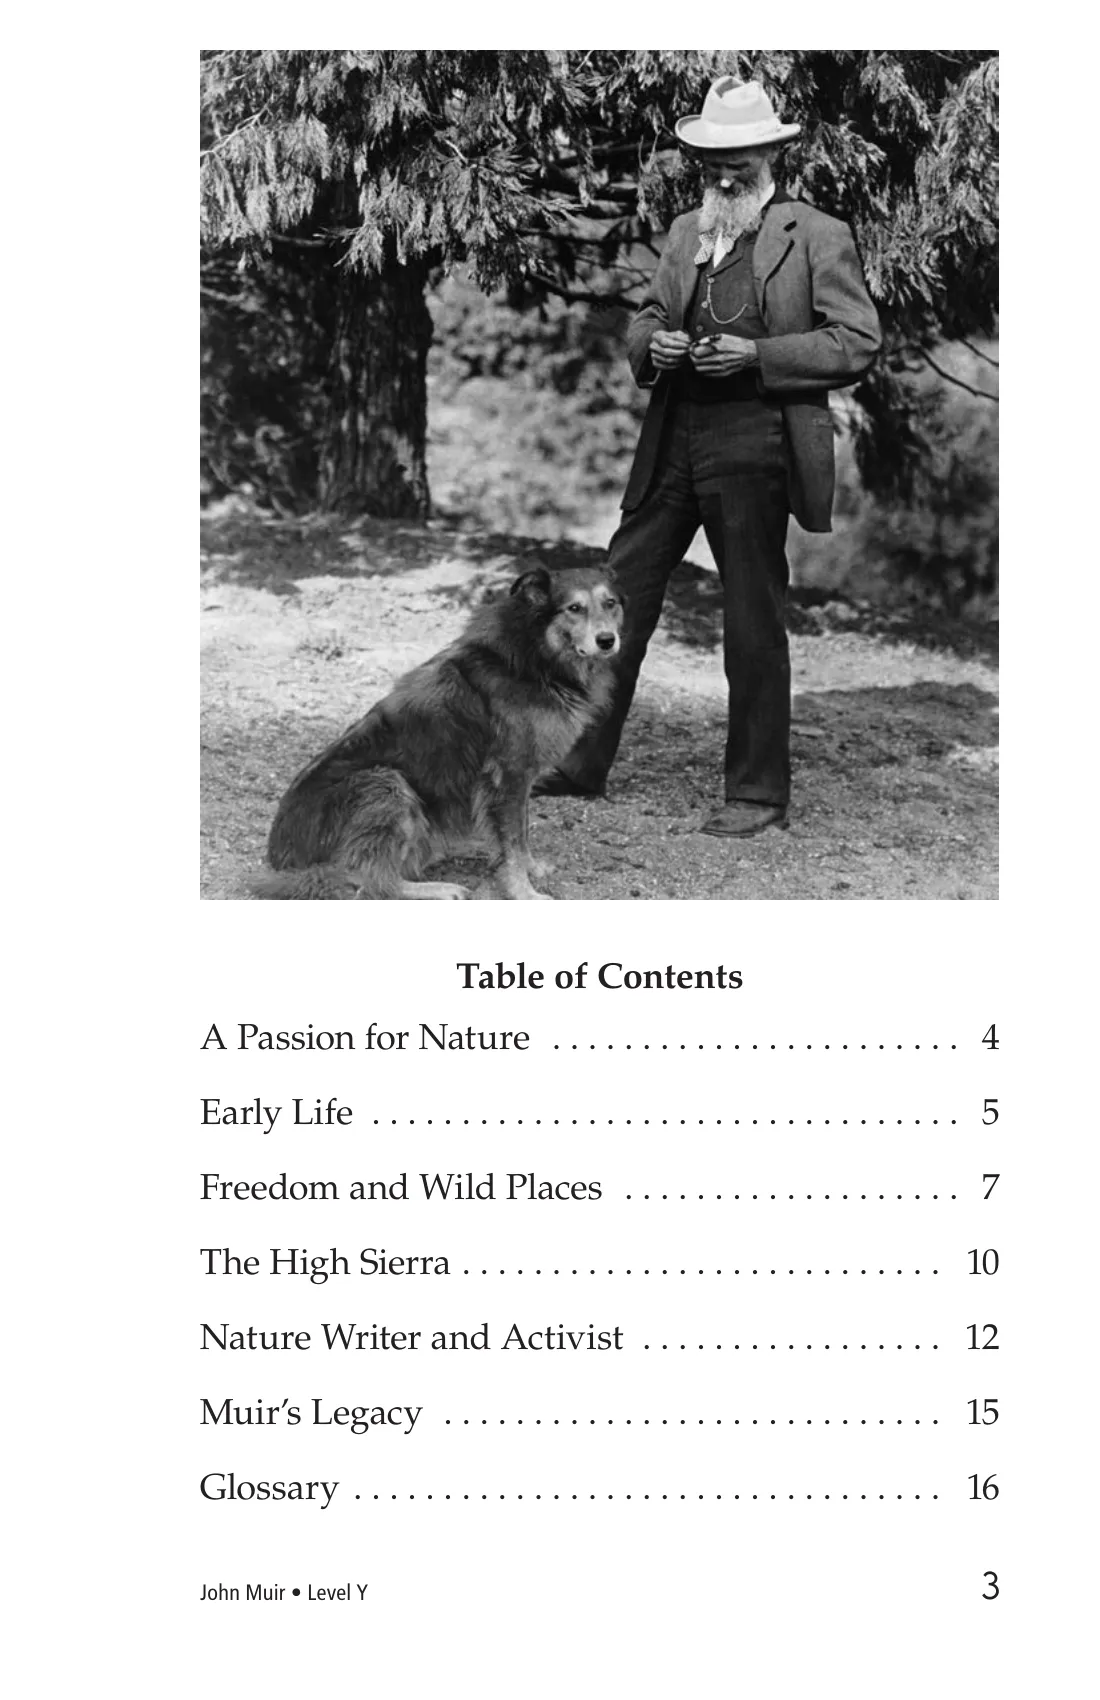 Table of Contents
A Passion for Nature . . . . . . . . . . . . . . . . . . . . . . . 4
Early Life . . . . . . . . . . . . . . . . . . . . . . . . . . . . . . . . . 5
Freedom and Wild Places . . . . . . . . . . . . . . . . . . . 7
The High Sierra . . . . . . . . . . . . . . . . . . . . . . . . . . . 10
Nature Writer and Activist . . . . . . . . . . . . . . . . . 12
Muir’s Legacy . . . . . . . . . . . . . . . . . . . . . . . . . . . . 15
Glossary . . . . . . . . . . . . . . . . . . . . . . . . . . . . . . . . . 16
John Muir • Level Y 3